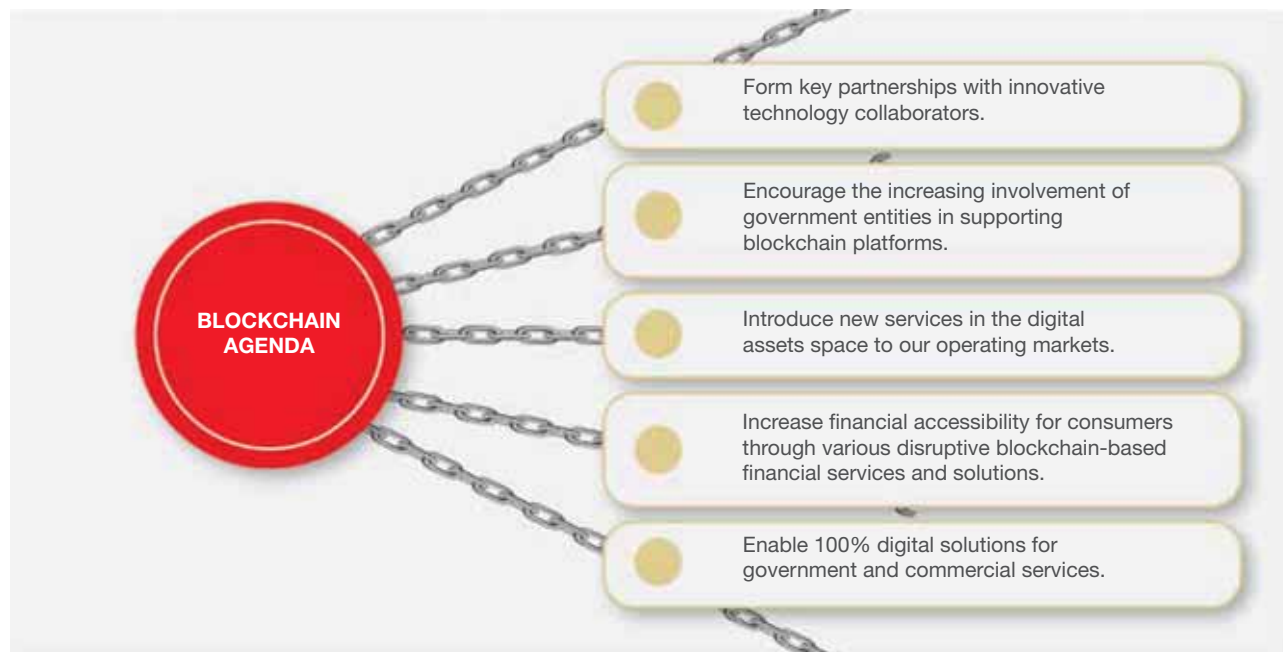 BLOCKCHAIN
AGENDA
Form key partnerships with innovative
technology collaborators.
Encourage the increasing involvement of
government entities in supporting
blockchain platforms.
Introduce new services in the digital
assets space to our operating markets.
Increase financial accessibility for consumers
through various disruptive blockchain-based
financial services and solutions.
Enable 100% digital solutions for
government and commercial services.